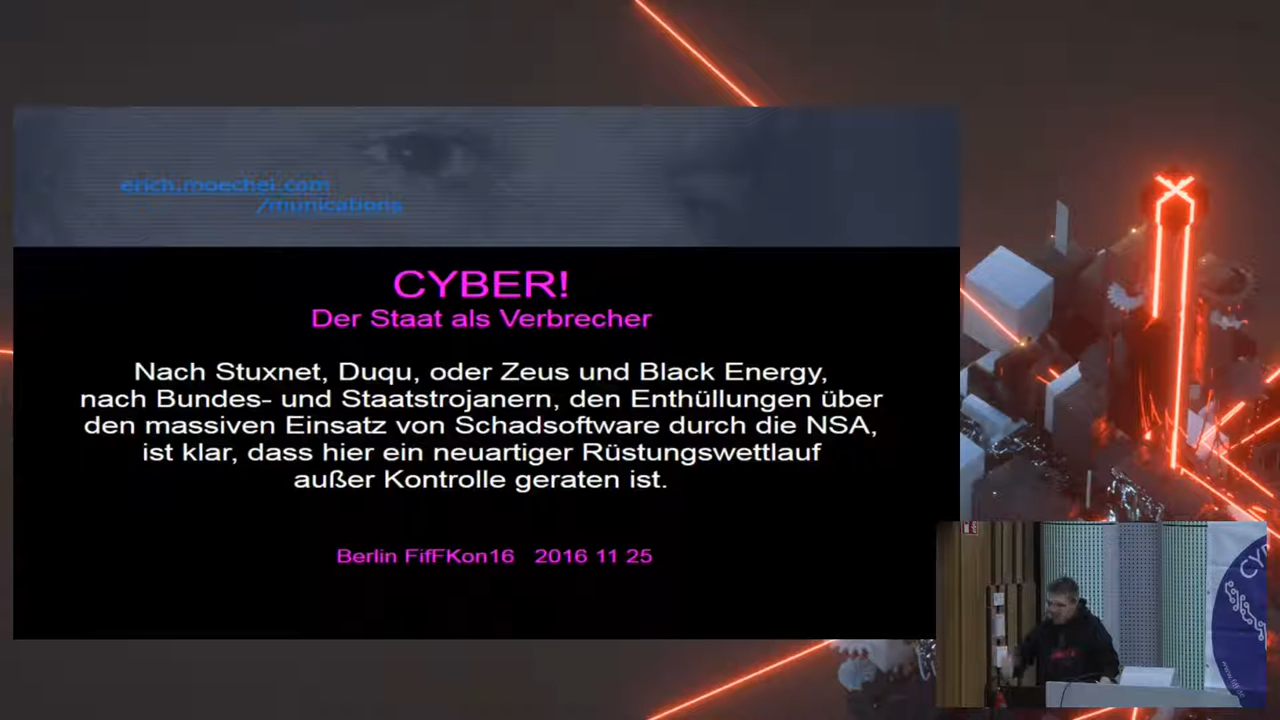 erich.moechel.com
/munications
CYBER!
Der Staat als Verbrecher
Nach Stuxnet, Duqu, oder Zeus und Black Energy,
nach Bundes- und Staatstrojanern, den Enthüllungen über
den massiven Einsatz von Schadsoftware durch die NSA,
ist klar, dass hier ein neuartiger Rüstungswettlauf
außer Kontrolle geraten ist.
Berlin FifFKon16 2016 11 25